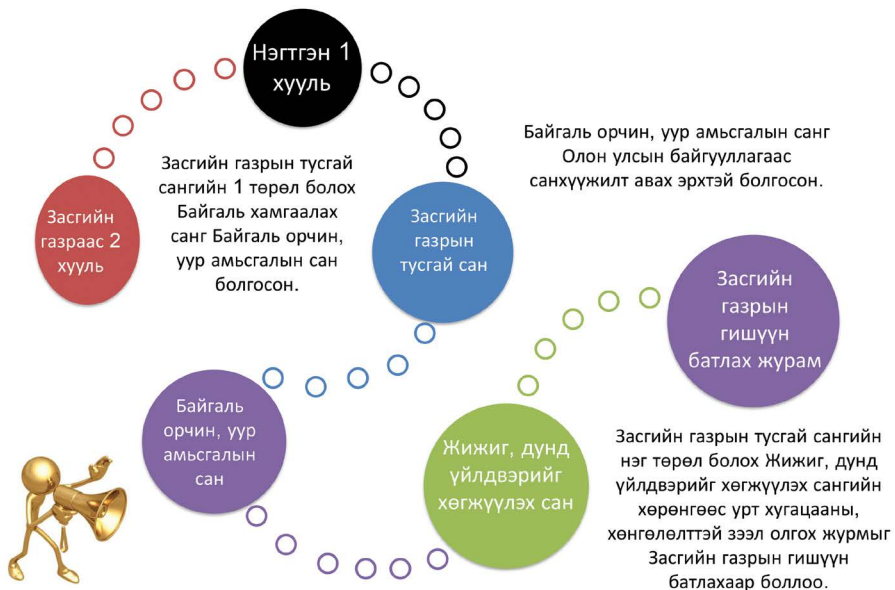 Нэгтгэн 1
хууль
Засгийн
газраас 2
хууль
Засгийн газрын тусгай
сангийн 1 төрөл болох
Байгаль хамгаалах
санг Байгаль орчин,
уур амьсгалын сан
болгосон.
Засгийн
газрын
тусгай сан
Байгаль орчин, уур амьсгалын санг
Олон улсын байгууллагаас
санхүүжилт авах эрхтэй болгосон.
Байгаль
орчин, уур
амьсгалын
сан
Жижиг, дунд
үйлдвэрийг
хөгжүүлэх сан
Засгийн
газрын
гишүүн
батлах журам
Засгийн газрын тусгай сангийн
нэг төрөл болох Жижиг, дунд
үйлдвэрийг хөгжүүлэх сангийн
хөрөнгөөс урт хугацааны,
хөнгөлөлттэй зээл олгох журмыг
Засгийн газрын гишүүн
батлахаар боллоо.